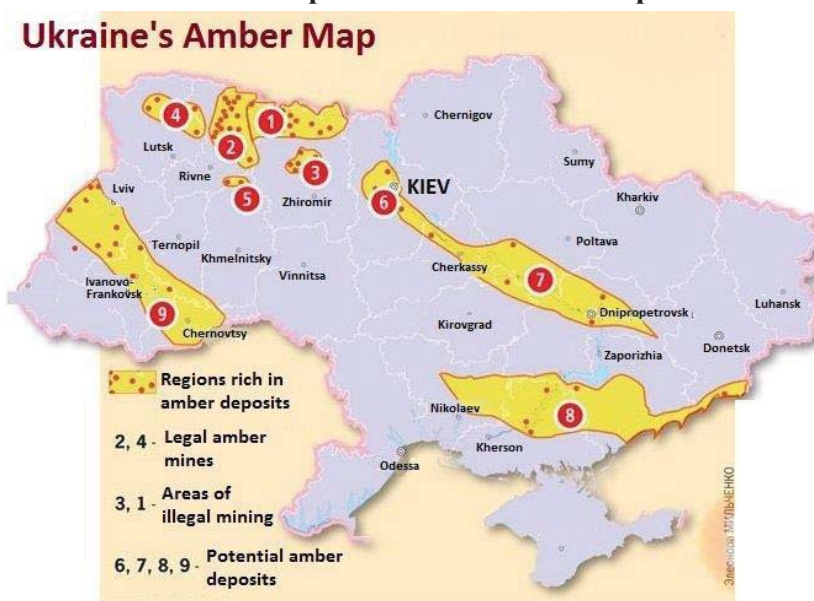 Ukraine's Amber Map
4
1
2
3
5
6
7
8
9
Chernigov
Lutsk
Rivne
Sumy
KIEV
Kharkiv
Lviv
Zhiromir
Ternopil
Khmelnitsky
Poltava
Cherkassy
Vinnitsa
Ivanovo-
Frankovsk
Luhansk
Dnipropetrovsk
Chernovtsy
Kirovgrad
Donetsk
Zaporizhia
Nikolaev
Kherson
Odessa
Regions rich in
amber deposits
2, 4 - Legal amber
mines
3, 1 - Areas of
illegal mining
6, 7, 8, 9 - Potential amber
deposits
Элеонора МИЛЬЧЕНКО